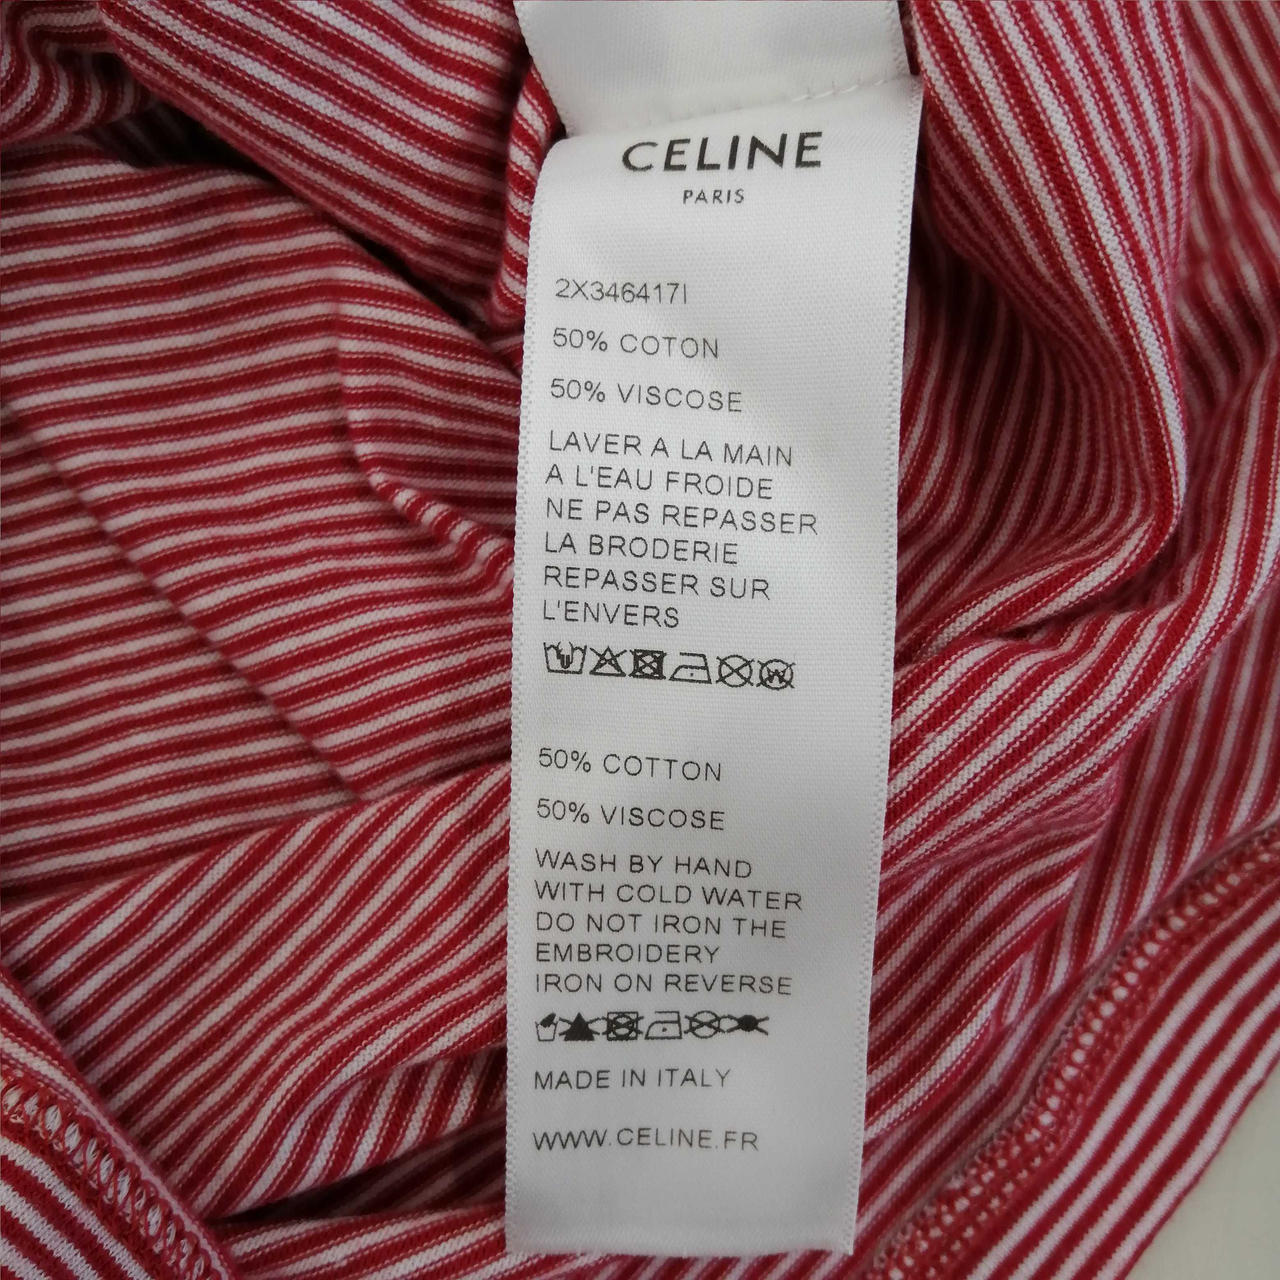 CELINE
PARIS
2X346417I
50% COTON
50% VISCOSE
LAVER A LA MAIN
A L'EAU FROIDE
NE PAS REPASSER
LA BRODERIE
REPASSER SUR
L'ENVERS
50% COTTON
50% VISCOSE
WASH BY HAND
WITH COLD WATER
DO NOT IRON THE
EMBROIDERY
IRON ON REVERSE
MADE IN ITALY
WWW.CELINE.FR